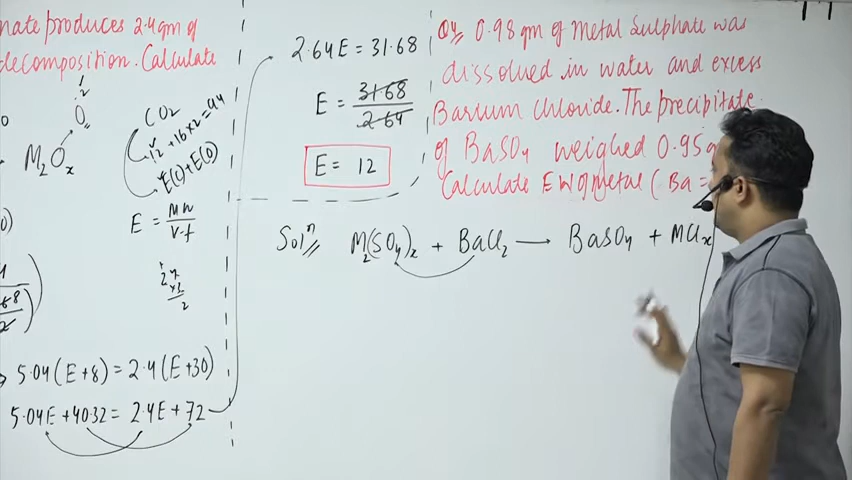 nate produces 2.4 gm of
decomposition. Calculate
O
CO2
12 + 16×2 = 44
E(C) + E(O)
M2Ox
E = Mw / v.f
5.04(E+8) = 2.4(E+30)
5.04E + 40.32 = 2.4E + 72
2.64E = 31.68
E = 31.68 / 2.64
E = 12
Q4 0.98 gm of Metal Sulphate was
dissolved in water and excess
Barium Chloride. The precipitate
of BaSO4 weighed 0.95
Calculate EW of metal (Ba =
Solⁿ M2(SO4)x + BaCl2 → BaSO4 + MClx